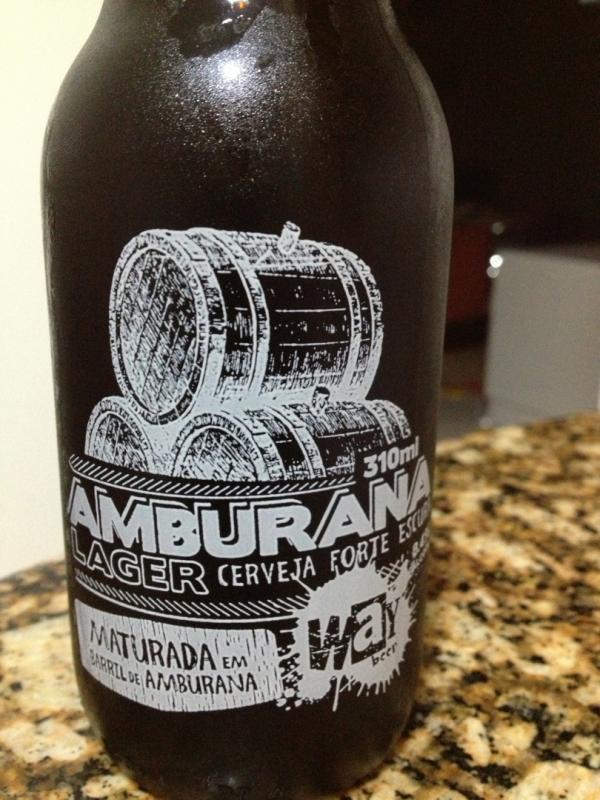 310ml
AMBURANA
LAGER CERVEJA FORTE
MATURADA EM
BARRIL DE AMBURANA
way
beer